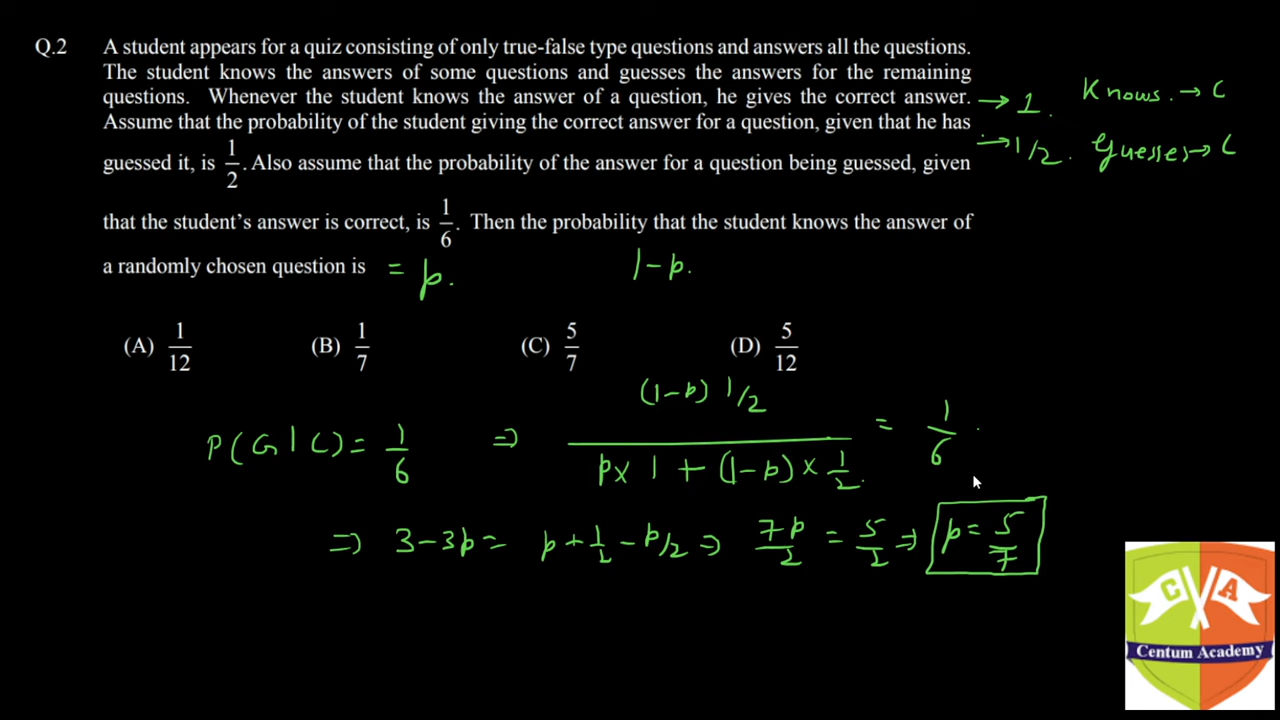 Q.2 A student appears for a quiz consisting of only true-false type questions and answers all the questions.
The student knows the answers of some questions and guesses the answers for the remaining
questions. Whenever the student knows the answer of a question, he gives the correct answer. → 1. Knows. → C
Assume that the probability of the student giving the correct answer for a question, given that he has
guessed it, is 1/2. Also assume that the probability of the answer for a question being guessed, given → 1/2. Guesses → C
that the student's answer is correct, is 1/6. Then the probability that the student knows the answer of
a randomly chosen question is = p. 1-p.
(A) 1/12 (B) 1/7 (C) 5/7 (D) 5/12
P(G|C) = 1/6 ⇒ (1-p) 1/2 / p× 1 + (1-p) × 1/2. = 1/6.
⇒ 3-3p = p+1/2-p/2 ⇒ 7p/2 = 5/2 ⇒ p = 5/7
C A
Centum Academy